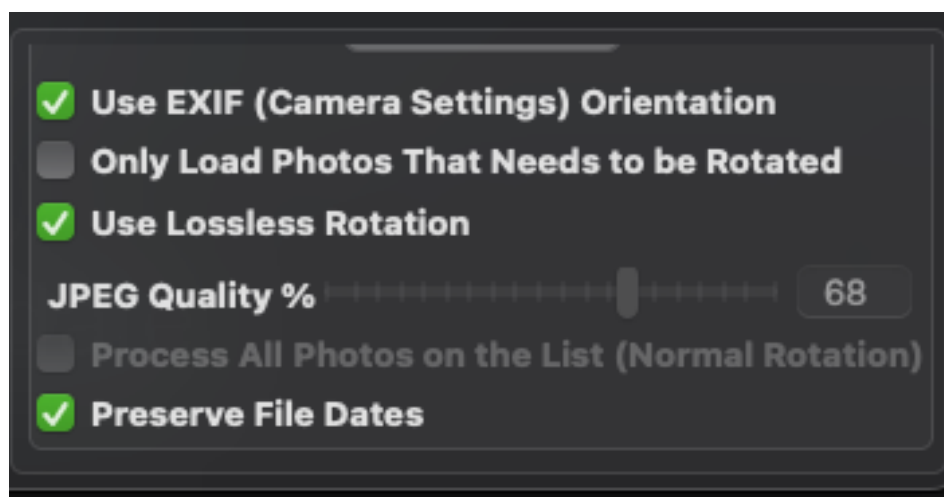 Use EXIF (Camera Settings) Orientation
Only Load Photos That Needs to be Rotated
Use Lossless Rotation
JPEG Quality % 68
Process All Photos on the List (Normal Rotation)
Preserve File Dates